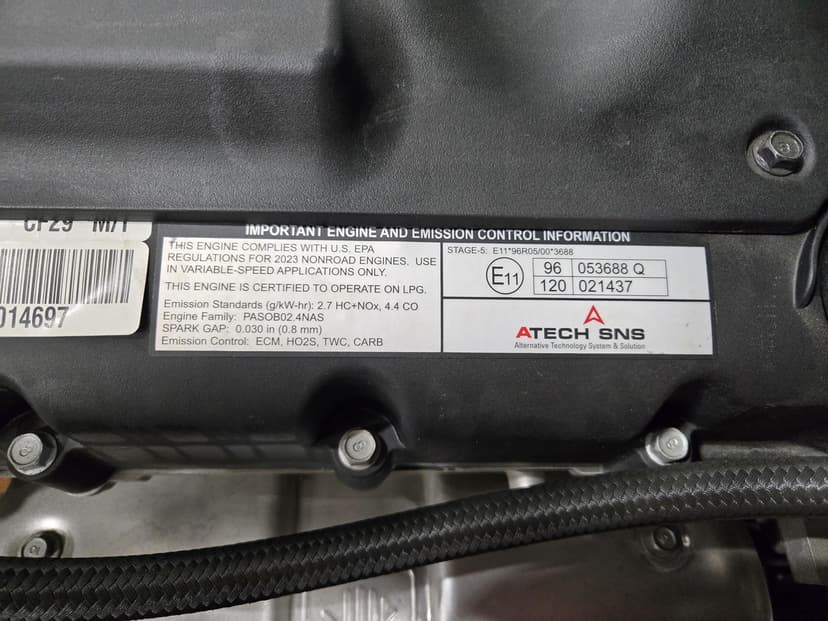 CF29 M/T
014697
IMPORTANT ENGINE AND EMISSION CONTROL INFORMATION
THIS ENGINE COMPLIES WITH U.S. EPA
REGULATIONS FOR 2023 NONROAD ENGINES. USE
IN VARIABLE-SPEED APPLICATIONS ONLY.
THIS ENGINE IS CERTIFIED TO OPERATE ON LPG.
Emission Standards (g/kW-hr): 2.7 HC+NOx, 4.4 CO
Engine Family: PASOB02.4NAS
SPARK GAP: 0.030 in (0.8 mm)
Emission Control: ECM, HO2S, TWC, CARB
STAGE-5: E11*96R05/00*3688
E11
96 053688 Q
120 021437
ATECH SNS
Alternative Technology System & Solution